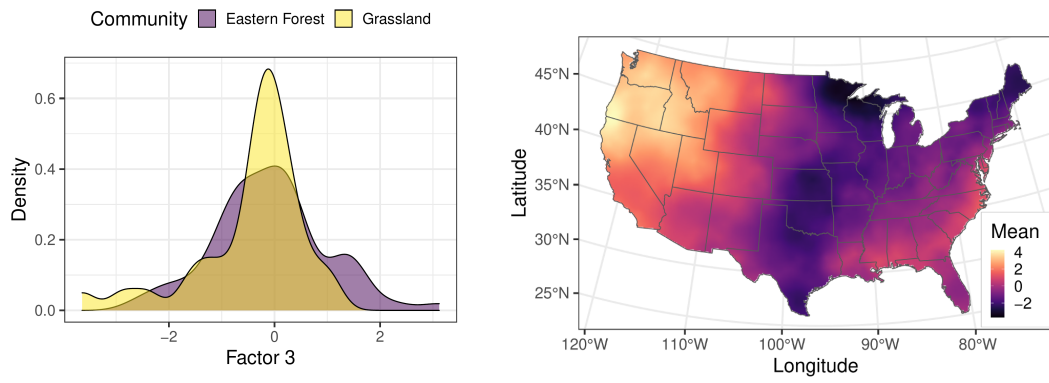 Community Eastern Forest Grassland
Density
0.6
0.4
0.2
0.0
−2 0 2
Factor 3
Latitude
45°N
40°N
35°N
30°N
25°N
120°W 110°W 100°W 90°W 80°W
Longitude
Mean
4
2
0
−2